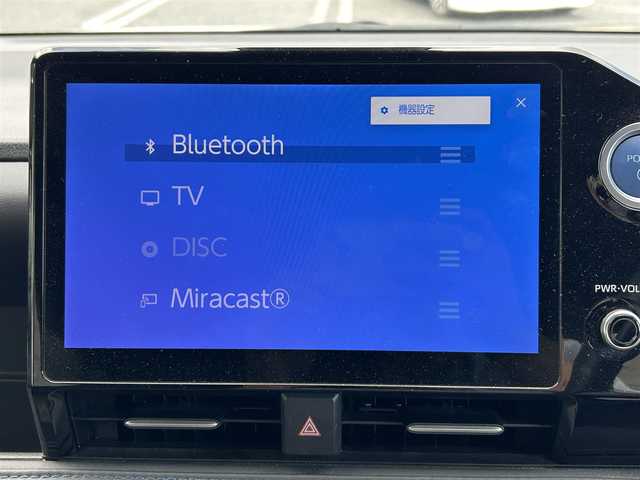 機器設定
Bluetooth
TV
DISC
Miracast®
PWR·VOL